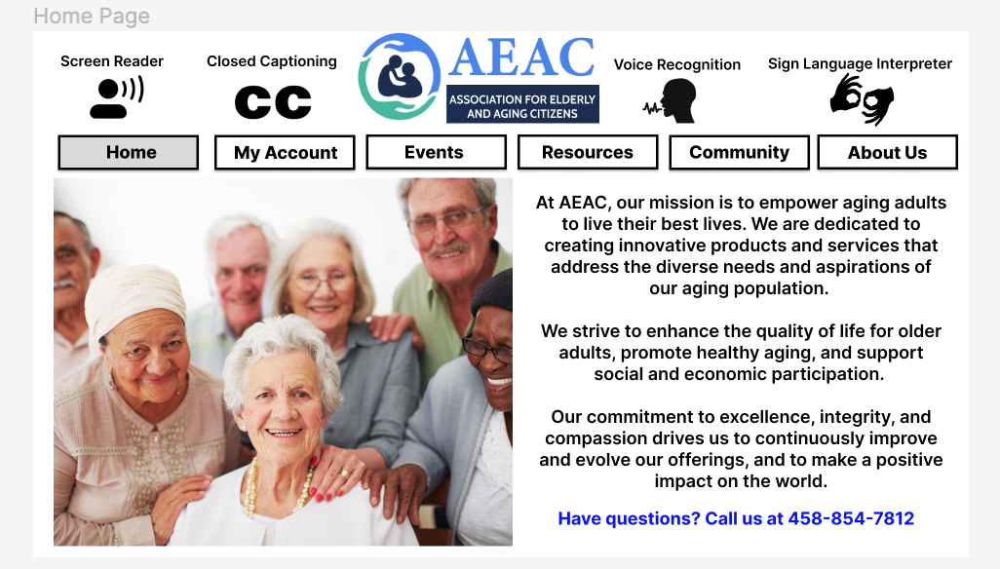 Home Page
Screen Reader
Closed Captioning
CC
AEAC
ASSOCIATION FOR ELDERLY
AND AGING CITIZENS
Voice Recognition
Sign Language Interpreter
Home
My Account
Events
Resources
Community
About Us
At AEAC, our mission is to empower aging adults
to live their best lives. We are dedicated to
creating innovative products and services that
address the diverse needs and aspirations of
our aging population.
We strive to enhance the quality of life for older
adults, promote healthy aging, and support
social and economic participation.
Our commitment to excellence, integrity, and
compassion drives us to continuously improve
and evolve our offerings, and to make a positive
impact on the world.
Have questions? Call us at 458-854-7812